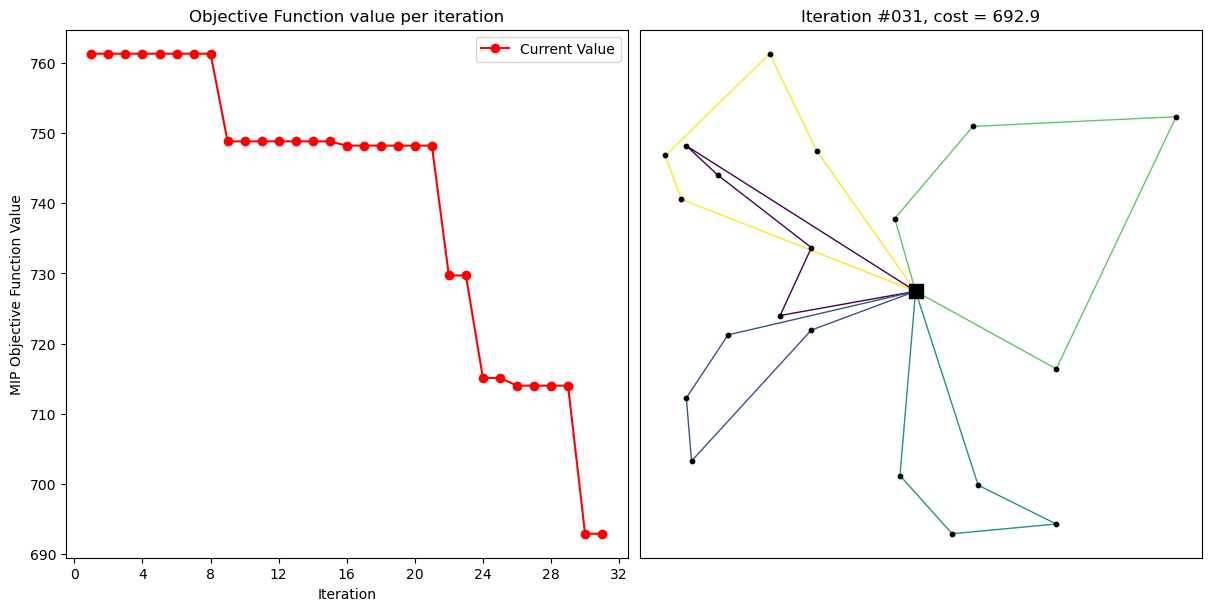 Objective Function value per iteration
Current Value
MIP Objective Function Value
760
750
740
730
720
710
700
690
0 4 8 12 16 20 24 28 32
Iteration
Iteration #031, cost = 692.9